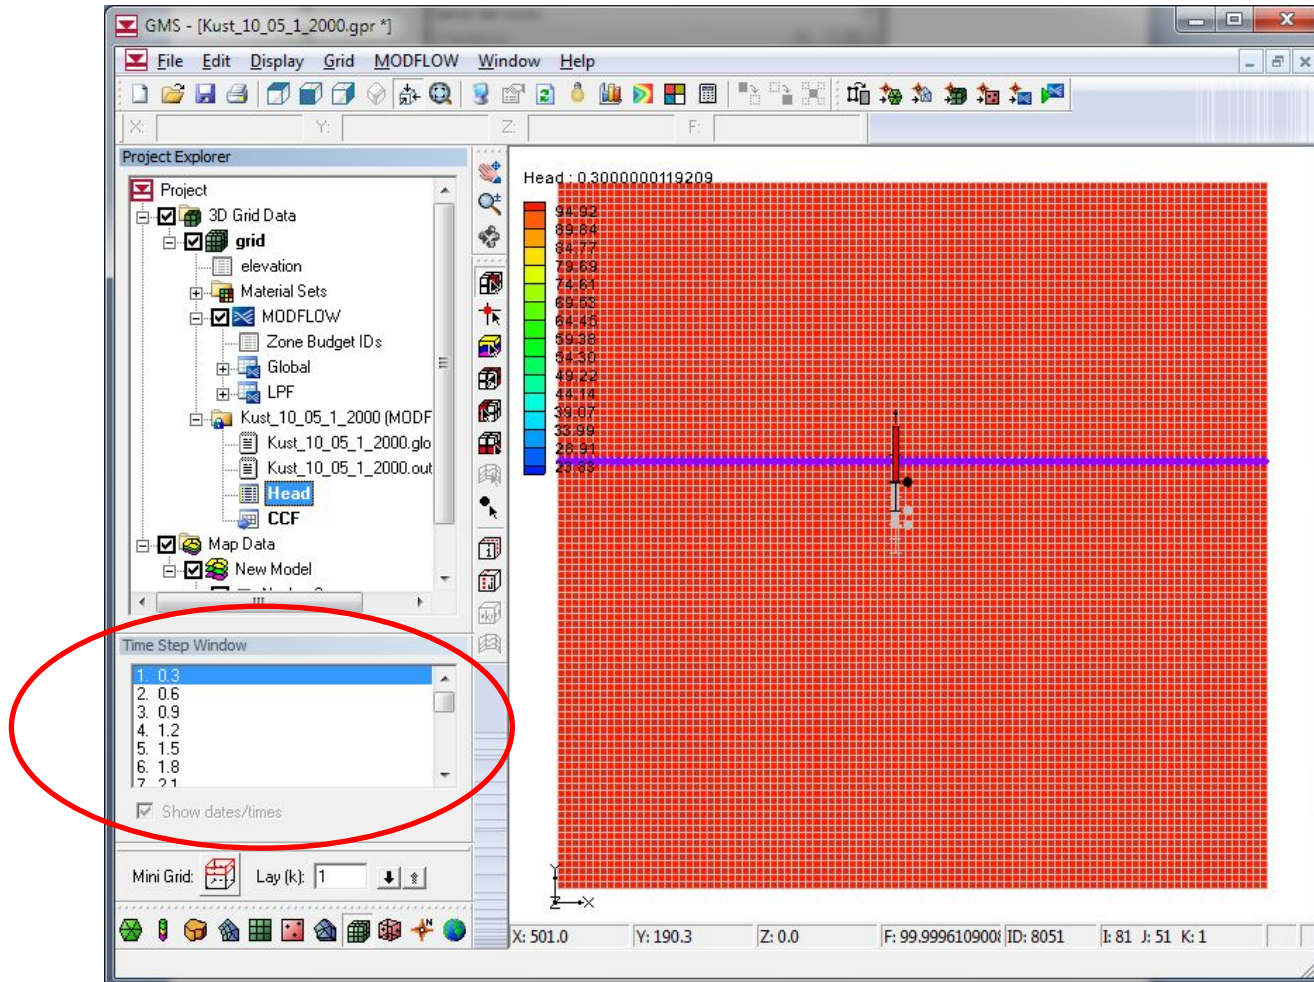 GMS - [Kust_10_05_1_2000.gpr *]
File Edit Display Grid MODFLOW Window Help
X: Y: Z: F:
Project Explorer
Project
3D Grid Data
grid
elevation
Material Sets
MODFLOW
Zone Budget IDs
Global
LPF
Kust_10_05_1_2000 (MODF
Kust_10_05_1_2000.glo
Kust_10_05_1_2000.out
Head
CCF
Map Data
New Model
Time Step Window
1. 0.3
2. 0.6
3. 0.9
4. 1.2
5. 1.5
6. 1.8
7. 2.1
Show dates/times
Mini Grid: Lay (k): 1
Head : 0.3000000119209
94.92
89.84
84.77
79.69
74.61
69.53
64.45
59.38
54.30
49.22
44.14
39.07
33.99
28.91
23.83
Y
Z X
X: 501.0 Y: 190.3 Z: 0.0 F: 99.9996109008 ID: 8051 I: 81 J: 51 K: 1